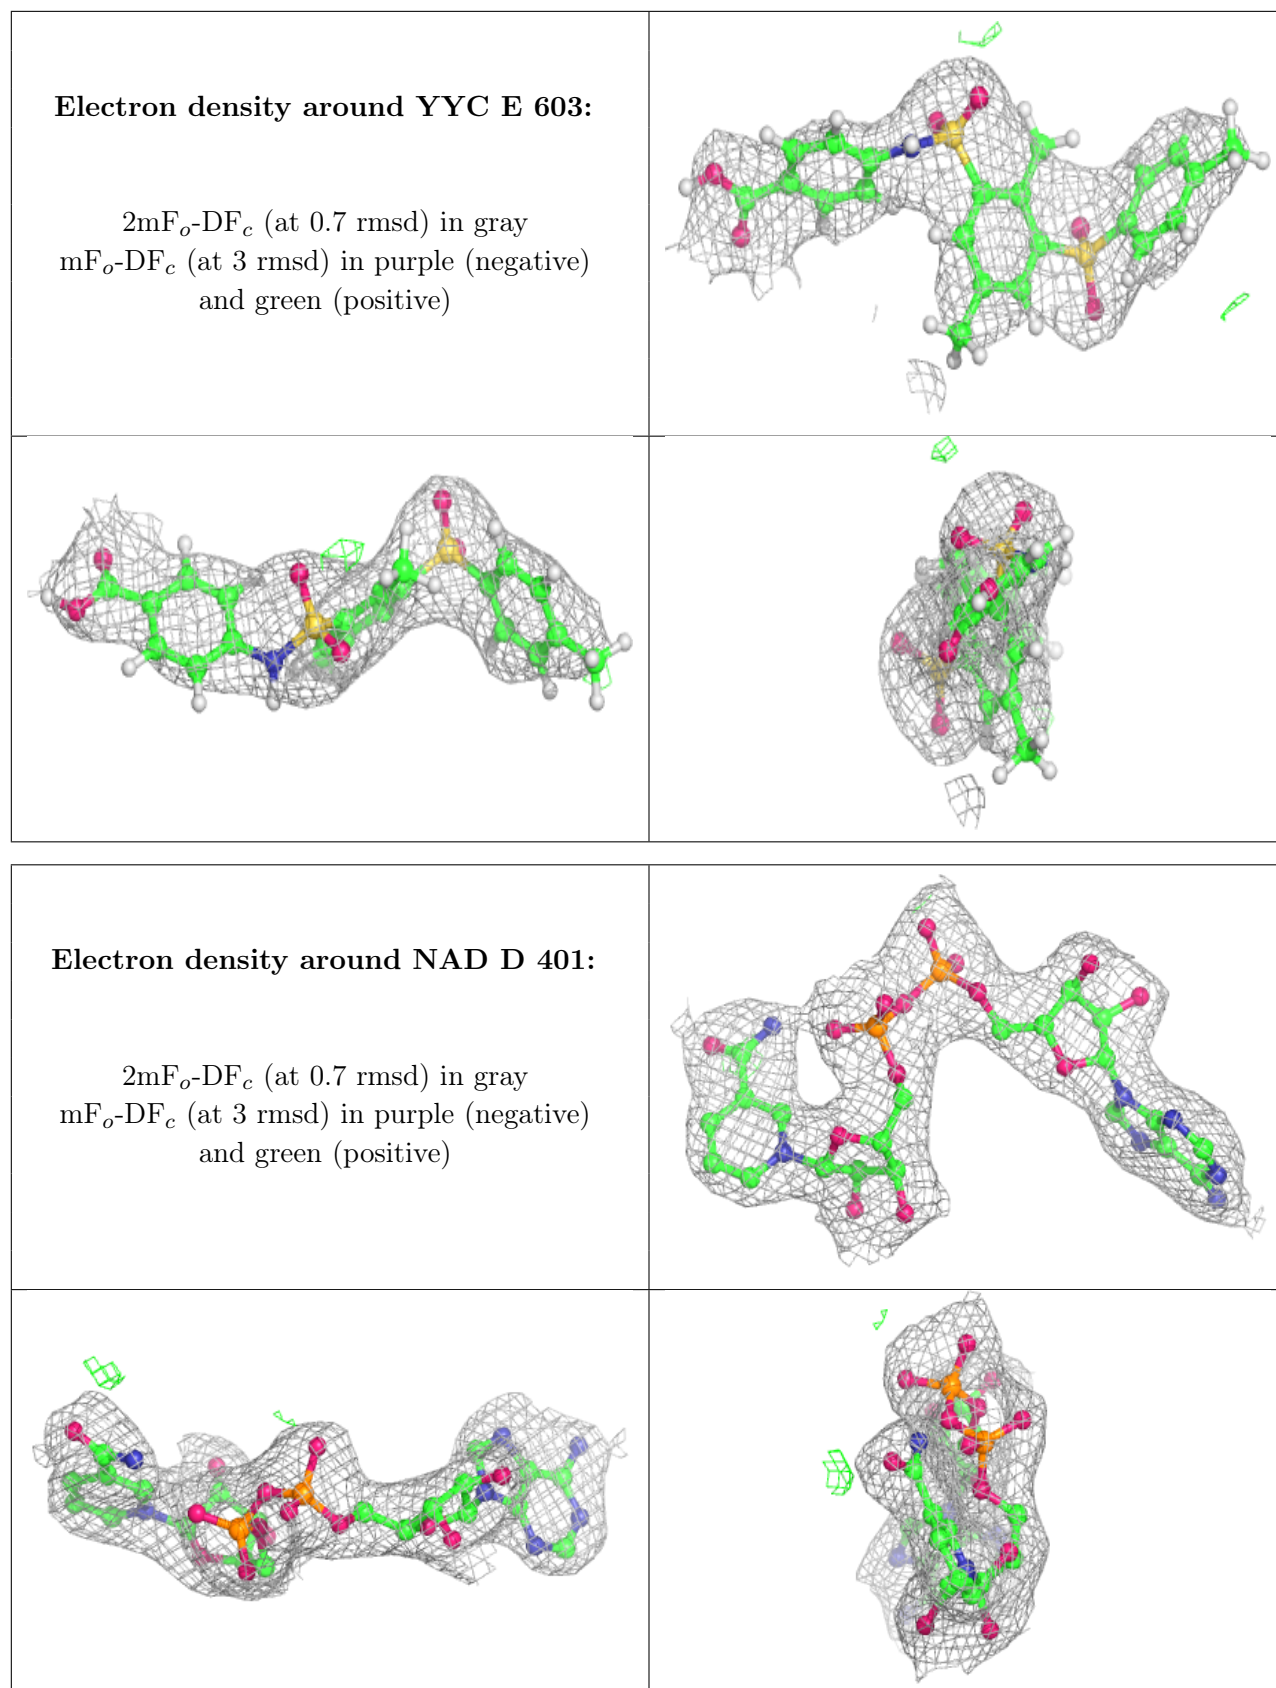 Electron density around YYC E 603:
2mFo-DFc (at 0.7 rmsd) in gray
mFo-DFc (at 3 rmsd) in purple (negative)
and green (positive)
Electron density around NAD D 401:
2mFo-DFc (at 0.7 rmsd) in gray
mFo-DFc (at 3 rmsd) in purple (negative)
and green (positive)